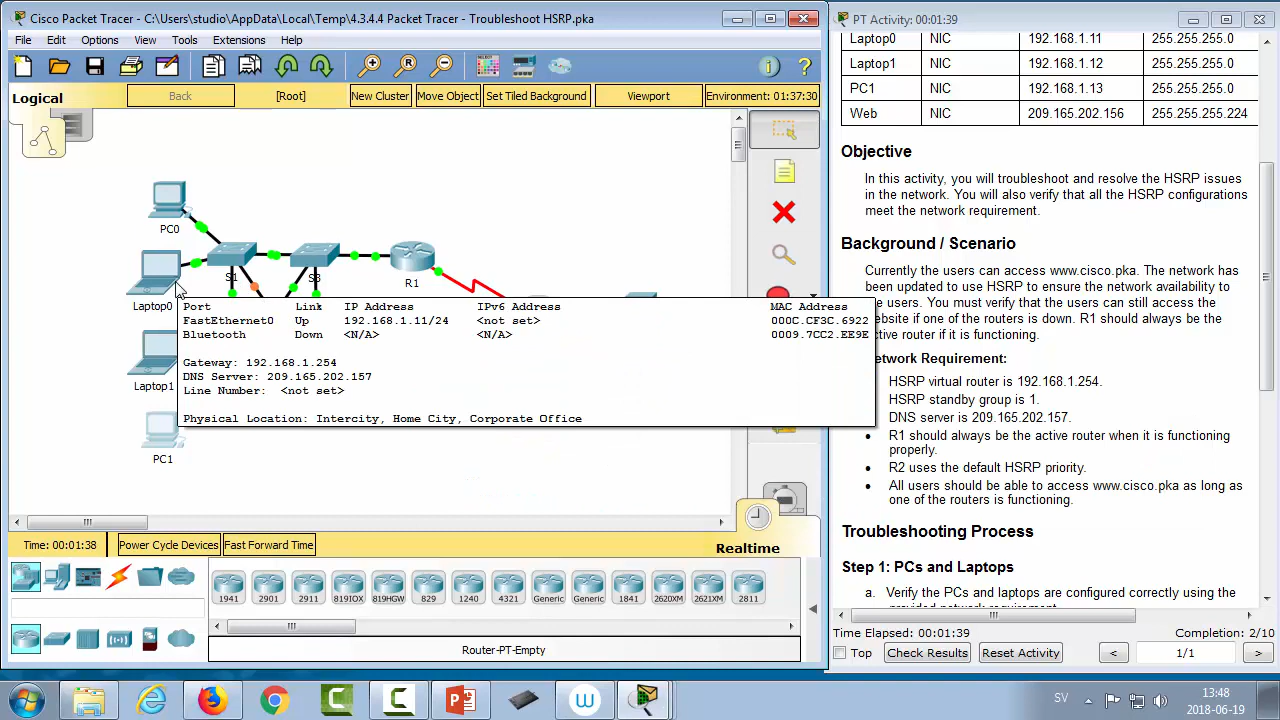 Cisco Packet Tracer - C:\Users\studio\AppData\Local\Temp\4.3.4.4 Packet Tracer - Troubleshoot HSRP.pka
File Edit Options View Tools Extensions Help
Logical
Back
[Root]
New Cluster
Move Object
Set Tiled Background
Viewport
Environment: 01:37:30
PC0
S1
S3
R1
Laptop0
Laptop1
PC1
Port Link IP Address IPv6 Address MAC Address
FastEthernet0 Up 192.168.1.11/24 <not set> 000C.CF3C.6922
Bluetooth Down <N/A> <N/A> 0009.7CC2.EE9E
Gateway: 192.168.1.254
DNS Server: 209.165.202.157
Line Number: <not set>
Physical Location: Intercity, Home City, Corporate Office
Time: 00:01:38
Power Cycle Devices
Fast Forward Time
Realtime
1941 2901 2911 819IOX 819HGW 829 1240 4321 Generic Generic 1841 2620XM 2621XM 2811
Router-PT-Empty
PT Activity: 00:01:39
Laptop0 NIC 192.168.1.11 255.255.255.0
Laptop1 NIC 192.168.1.12 255.255.255.0
PC1 NIC 192.168.1.13 255.255.255.0
Web NIC 209.165.202.156 255.255.255.224
Objective
In this activity, you will troubleshoot and resolve the HSRP issues
in the network. You will also verify that all the HSRP configurations
meet the network requirement.
Background / Scenario
Currently the users can access www.cisco.pka. The network has
been updated to use HSRP to ensure the network availability to
he users. You must verify that the users can still access the
website if one of the routers is down. R1 should always be the
active router if it is functioning.
etwork Requirement:
HSRP virtual router is 192.168.1.254.
HSRP standby group is 1.
DNS server is 209.165.202.157.
• R1 should always be the active router when it is functioning
properly.
• R2 uses the default HSRP priority.
• All users should be able to access www.cisco.pka as long as
one of the routers is functioning.
Troubleshooting Process
Step 1: PCs and Laptops
a. Verify the PCs and laptops are configured correctly using the
Time Elapsed: 00:01:39
Completion: 2/10
Top
Check Results
Reset Activity
<
1/1
>
SV
13:48
2018-06-19